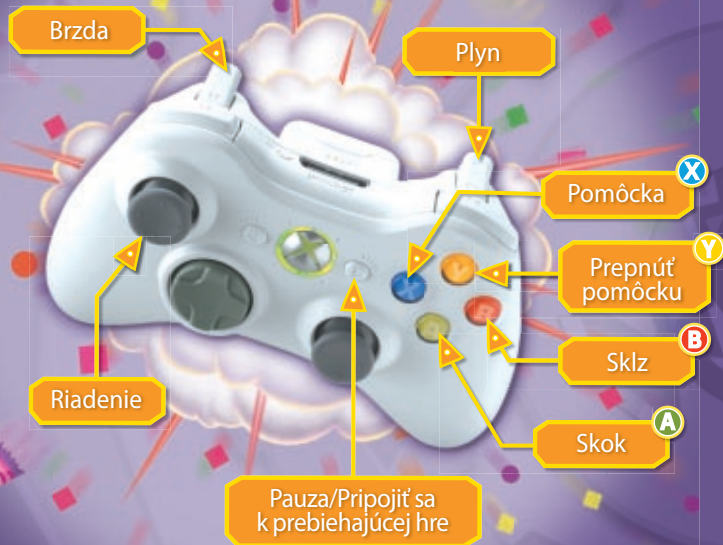 Brzda
Plyn
Pomôcka
X
Prepnúť
pomôcku
Y
Sklz
B
Skok
A
Riadenie
Pauza/Pripojiť sa
k prebiehajúcej hre
X
Y
B